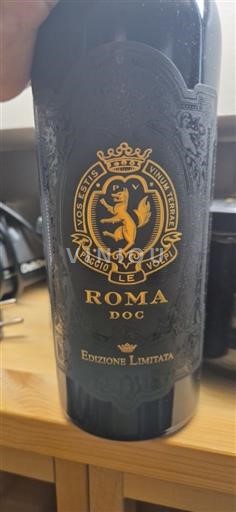 VOS ESTIS VINUM TERRAE
P V
POGGIO LE VOLPI
ROMA
DOC
EDIZIONE LIMITATA